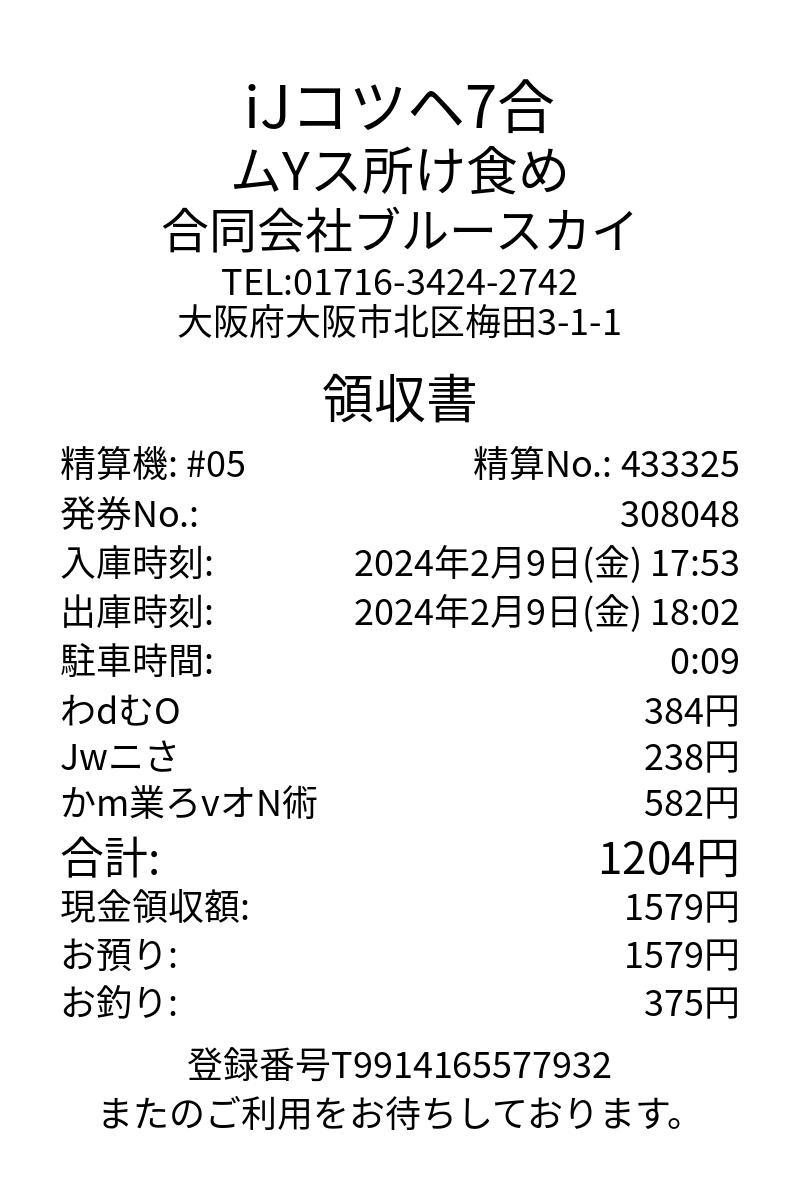 iJコツヘ7合
ムYス所け食め
合同会社ブルースカイ
TEL:01716-3424-2742
大阪府大阪市北区梅田3-1-1
領収書
精算機: #05 精算No.: 433325
発券No.: 308048
入庫時刻: 2024年2月9日(金) 17:53
出庫時刻: 2024年2月9日(金) 18:02
駐車時間: 0:09
わdむO 384円
Jwニさ 238円
かm業ろvオN術 582円
合計: 1204円
現金領収額: 1579円
お預り: 1579円
お釣り: 375円
登録番号T9914165577932
またのご利用をお待ちしております。